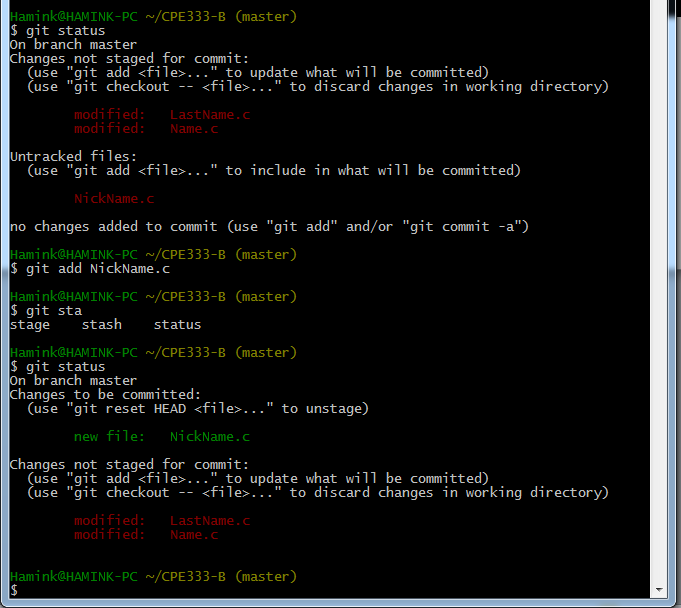 Hamink@HAMINK-PC ~/CPE333-B (master)
$ git status
On branch master
Changes not staged for commit:
  (use "git add <file>..." to update what will be committed)
  (use "git checkout -- <file>..." to discard changes in working directory)
        modified:   LastName.c
        modified:   Name.c
Untracked files:
  (use "git add <file>..." to include in what will be committed)
        NickName.c
no changes added to commit (use "git add" and/or "git commit -a")
Hamink@HAMINK-PC ~/CPE333-B (master)
$ git add NickName.c
Hamink@HAMINK-PC ~/CPE333-B (master)
$ git sta
stage    stash    status
Hamink@HAMINK-PC ~/CPE333-B (master)
$ git status
On branch master
Changes to be committed:
  (use "git reset HEAD <file>..." to unstage)
        new file:   NickName.c
Changes not staged for commit:
  (use "git add <file>..." to update what will be committed)
  (use "git checkout -- <file>..." to discard changes in working directory)
        modified:   LastName.c
        modified:   Name.c
Hamink@HAMINK-PC ~/CPE333-B (master)
$